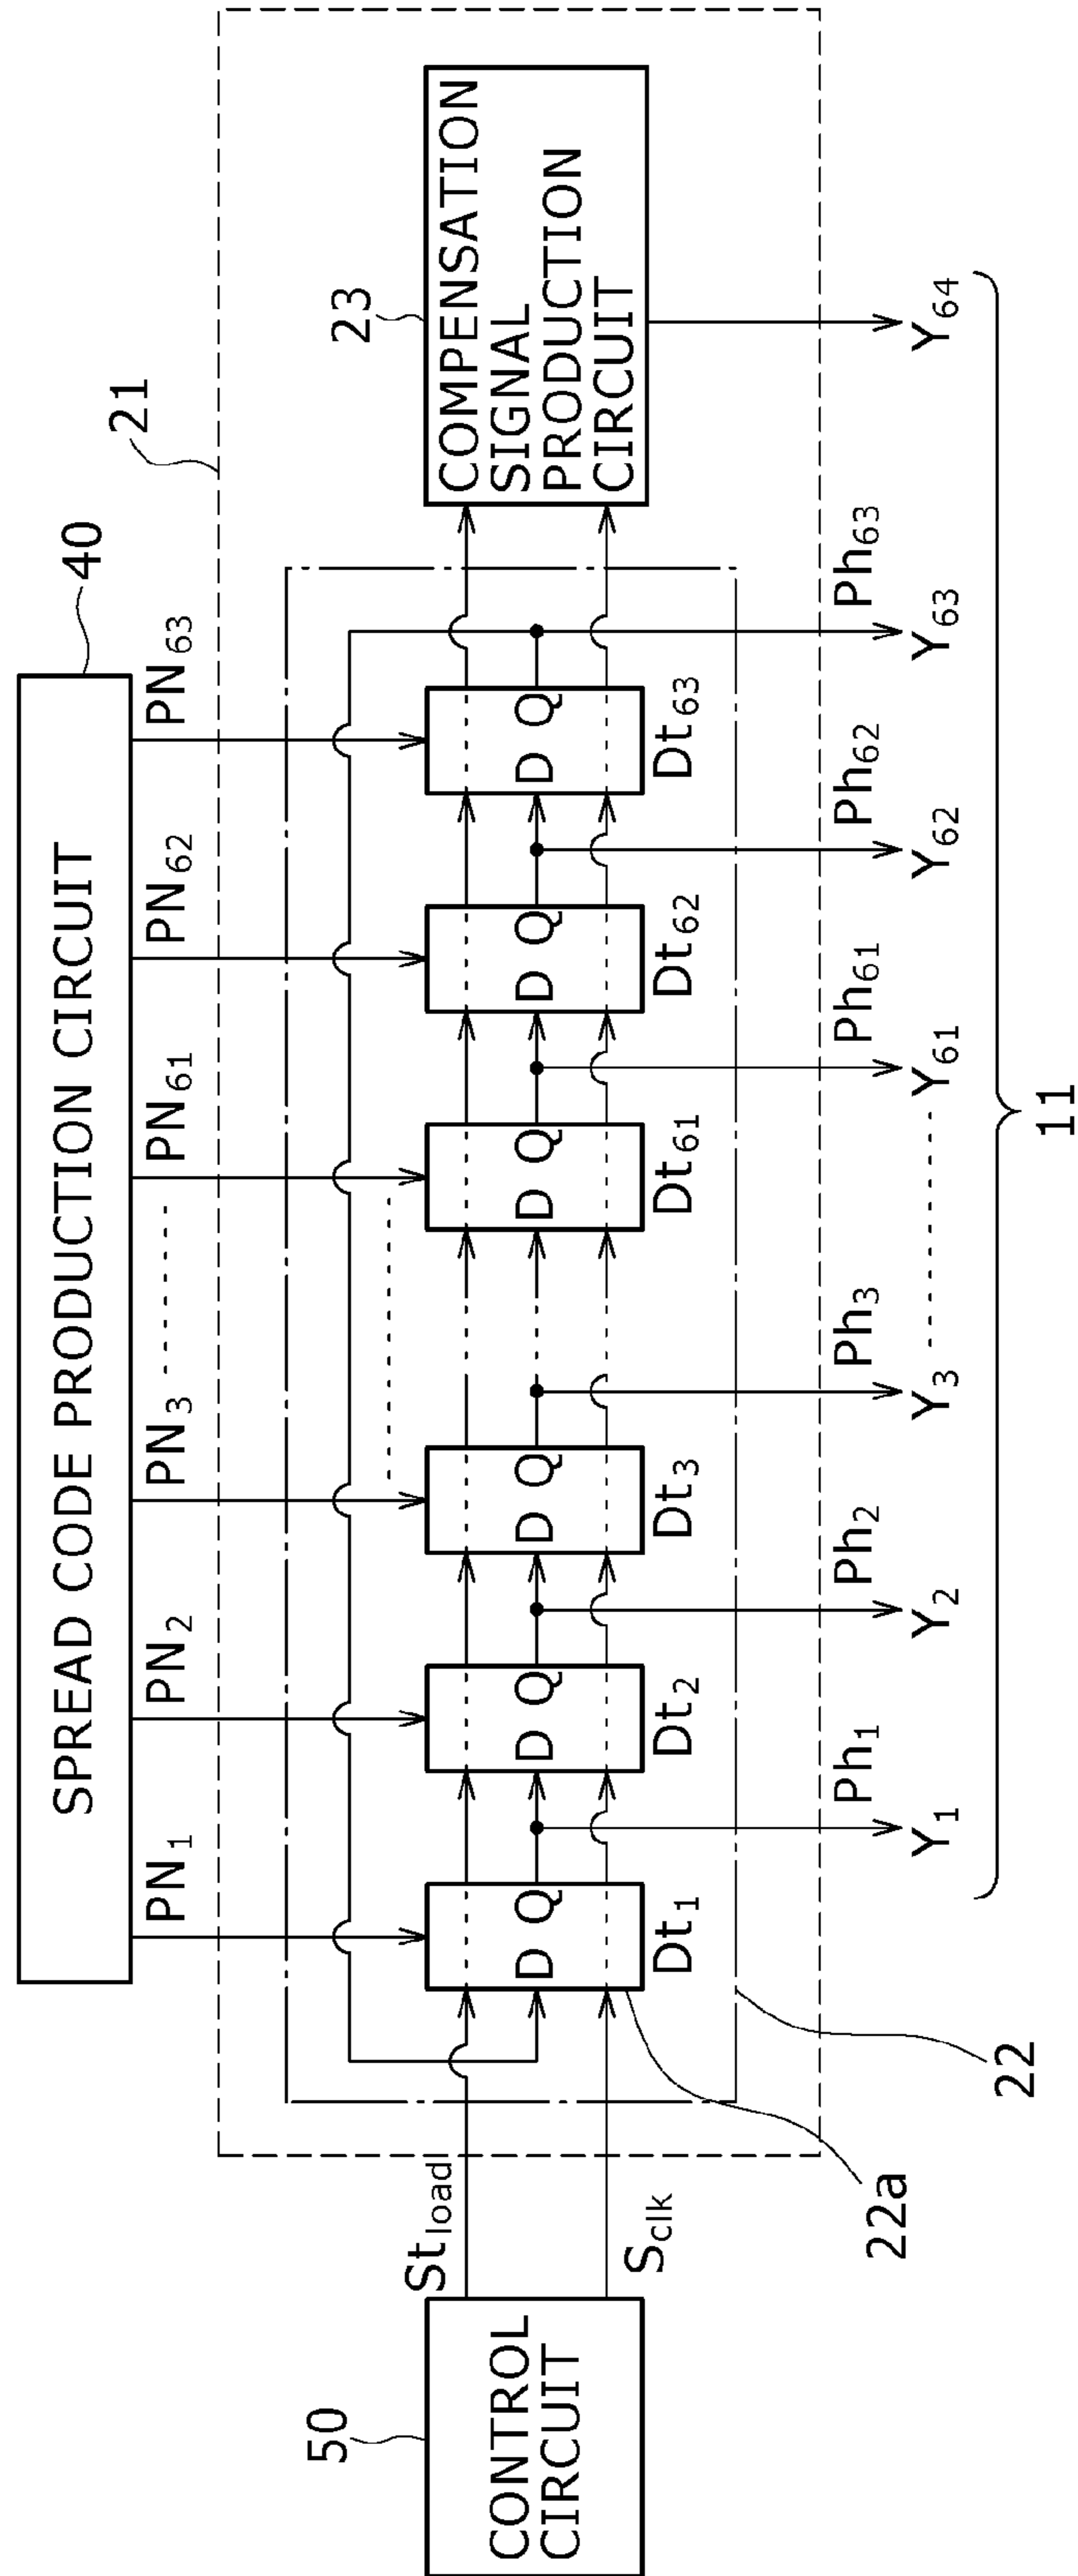 SPREAD CODE PRODUCTION CIRCUIT
40
PN1 PN2 PN3 PN61 PN62 PN63
21
50
CONTROL
CIRCUIT
Stload
Sclk
D Q D Q D Q D Q D Q D Q
Dt1 Dt2 Dt3 Dt61 Dt62 Dt63
23
COMPENSATION
SIGNAL
PRODUCTION
CIRCUIT
22a
22
Ph1 Ph2 Ph3 Ph61 Ph62 Ph63
Y1 Y2 Y3 Y61 Y62 Y63 Y64
11